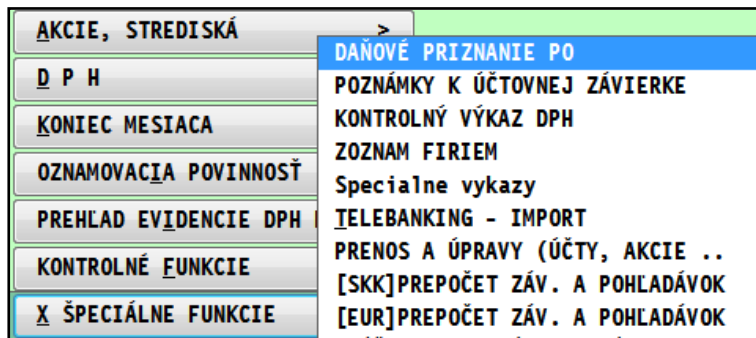 AKCIE, STREDISKÁ >
D P H
KONIEC MESIACA
OZNAMOVACIA POVINNOSŤ
PREHĽAD EVIDENCIE DPH
KONTROLNÉ FUNKCIE
X ŠPECIÁLNE FUNKCIE
DAŇOVÉ PRIZNANIE PO
POZNÁMKY K ÚČTOVNEJ ZÁVIERKE
KONTROLNÝ VÝKAZ DPH
ZOZNAM FIRIEM
Specialne vykazy
TELEBANKING - IMPORT
PRENOS A ÚPRAVY (ÚČTY, AKCIE ..
[SKK]PREPOČET ZÁV. A POHĽADÁVOK
[EUR]PREPOČET ZÁV. A POHĽADÁVOK